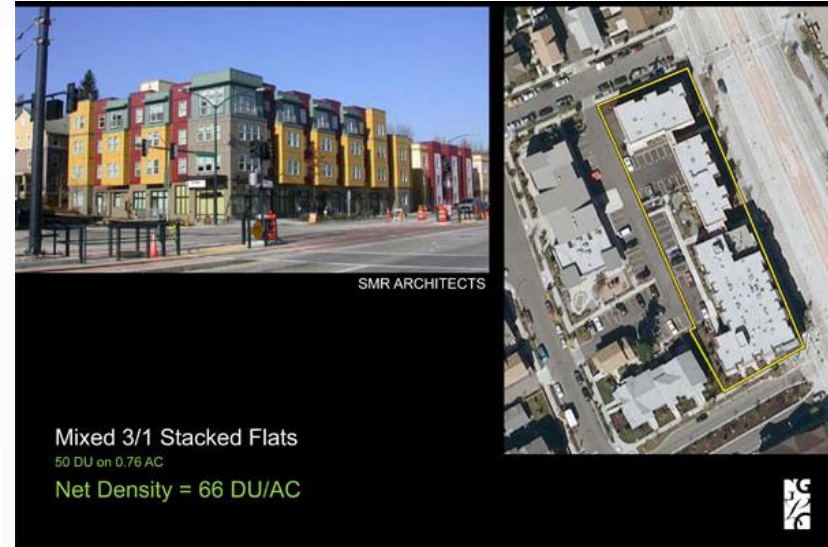 SMR ARCHITECTS
Mixed 3/1 Stacked Flats
50 DU on 0.76 AC
Net Density = 66 DU/AC